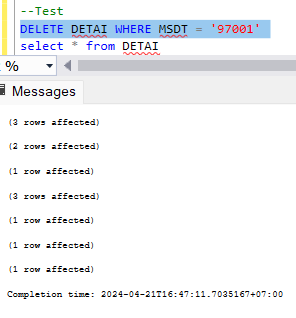 --Test
DELETE DETAI WHERE MSDT = '97001'
select * from DETAI
%
Messages
(3 rows affected)
(2 rows affected)
(1 row affected)
(3 rows affected)
(1 row affected)
(1 row affected)
(1 row affected)
Completion time: 2024-04-21T16:47:11.7035167+07:00